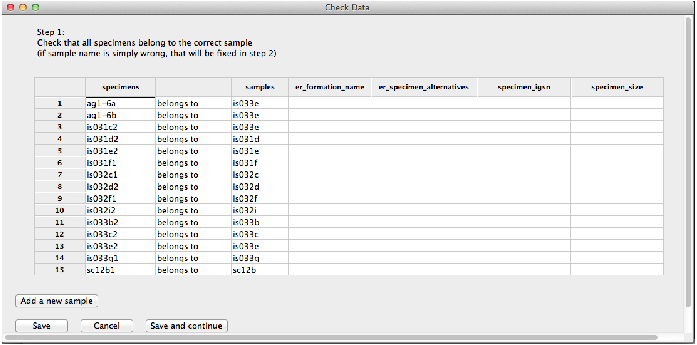 Check Data
Step 1:
Check that all specimens belong to the correct sample
(if sample name is simply wrong, that will be fixed in step 2)
specimens samples er_formation_name er_specimen_alternatives specimen_igsn specimen_size
1 ag1-6a belongs to is033e
2 ag1-6b belongs to is033e
3 is031c2 belongs to is033e
4 is031d2 belongs to is031d
5 is031e2 belongs to is031e
6 is031f1 belongs to is031f
7 is032c1 belongs to is032c
8 is032d2 belongs to is032d
9 is032f1 belongs to is032f
10 is032i2 belongs to is032i
11 is033b2 belongs to is033b
12 is033c2 belongs to is033c
13 is033e2 belongs to is033e
14 is033g1 belongs to is033g
15 sc12b1 belongs to sc12b
Add a new sample
Save Cancel Save and continue